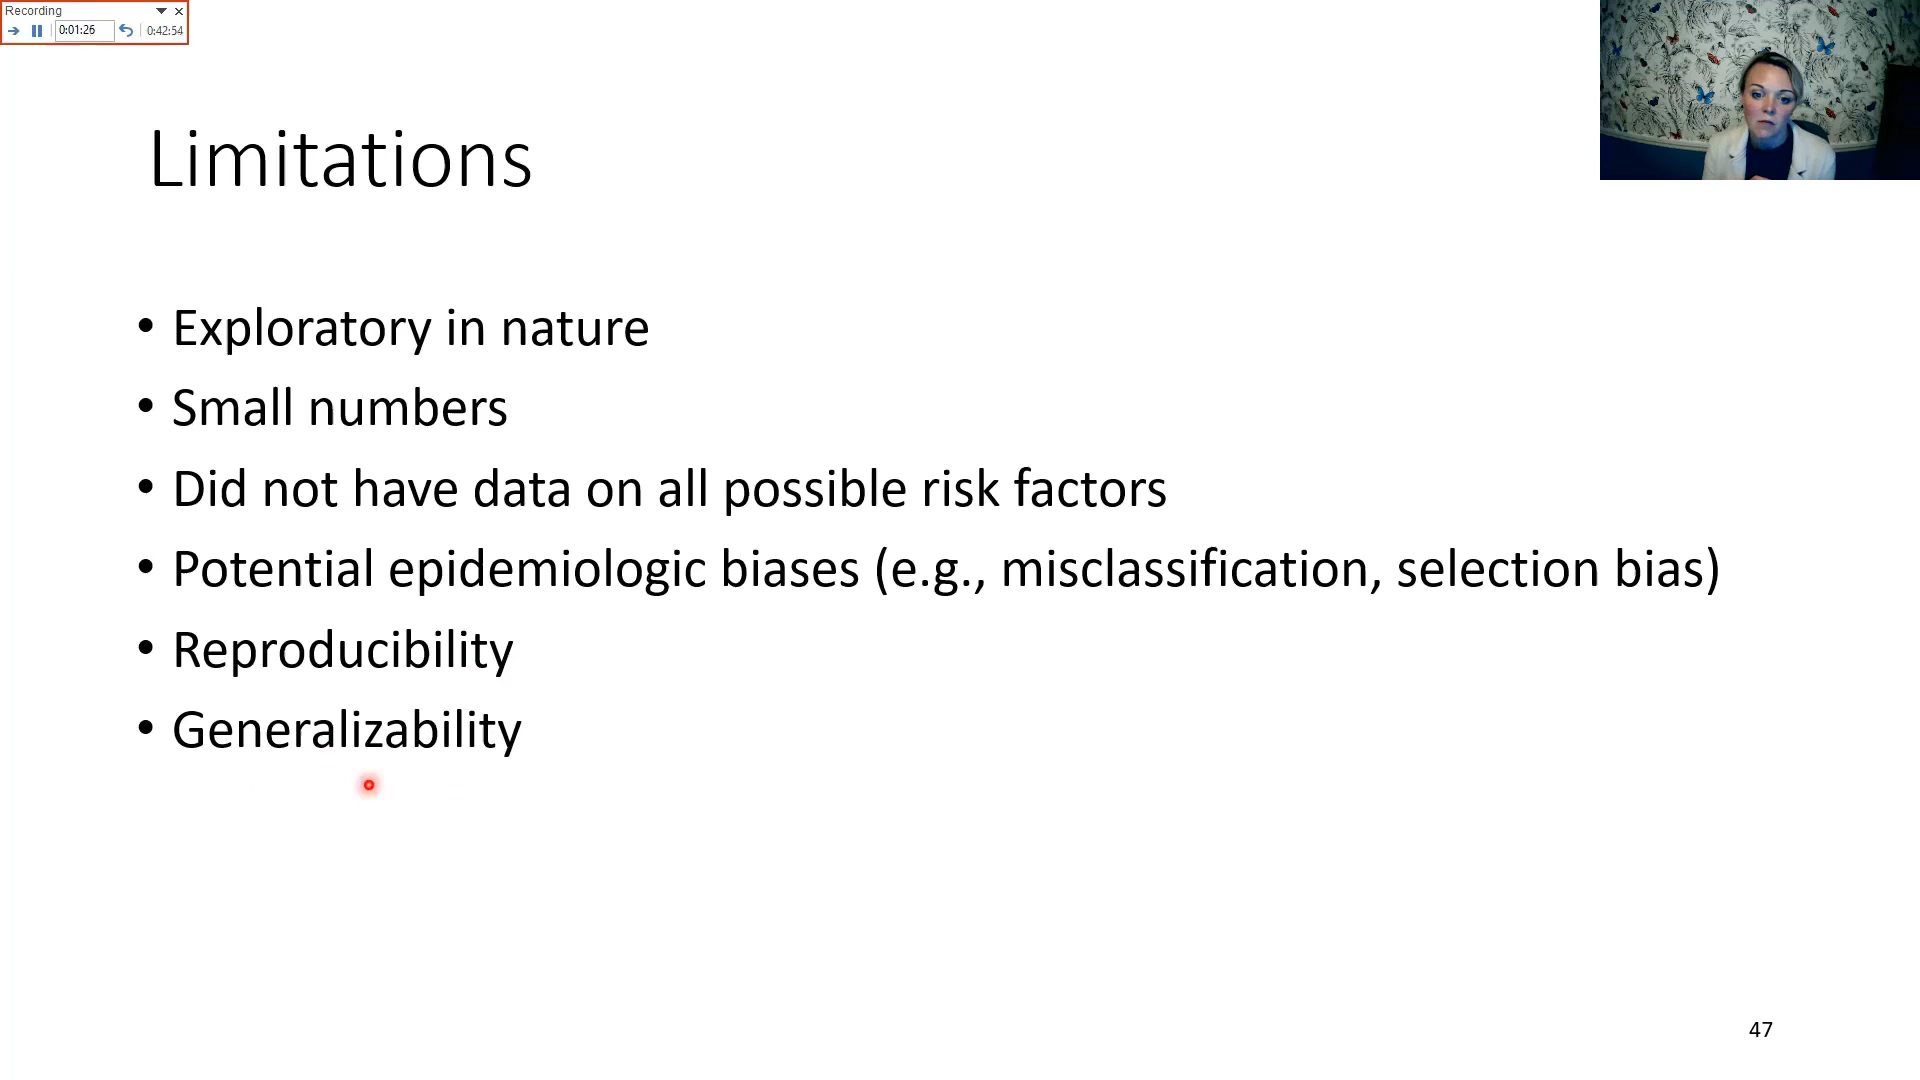 Recording
0:01:26 0:42:54
Limitations
• Exploratory in nature
• Small numbers
• Did not have data on all possible risk factors
• Potential epidemiologic biases (e.g., misclassification, selection bias)
• Reproducibility
• Generalizability
47